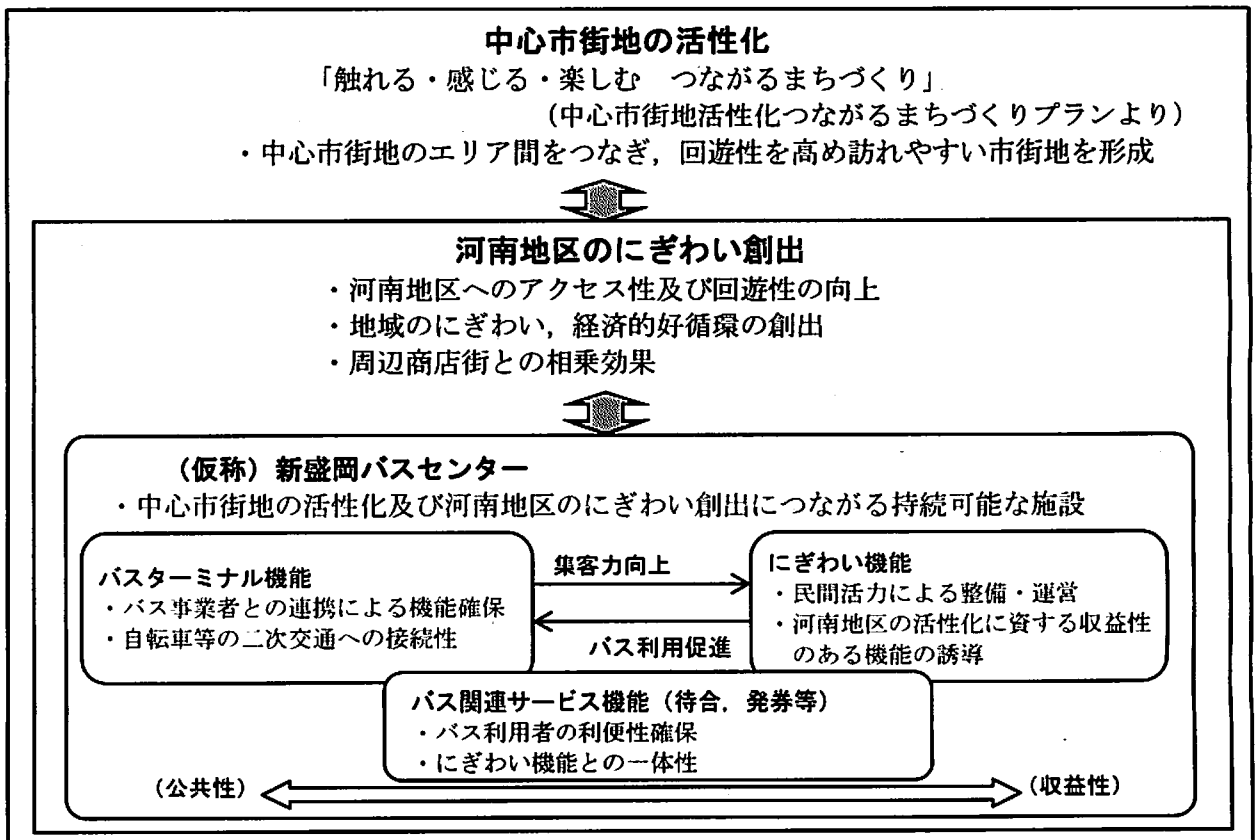 中心市街地の活性化
「触れる・感じる・楽しむ　つながるまちづくり」
（中心市街地活性化つながるまちづくりプランより）
・中心市街地のエリア間をつなぎ，回遊性を高め訪れやすい市街地を形成
河南地区のにぎわい創出
・河南地区へのアクセス性及び回遊性の向上
・地域のにぎわい，経済的好循環の創出
・周辺商店街との相乗効果
（仮称）新盛岡バスセンター
・中心市街地の活性化及び河南地区のにぎわい創出につながる持続可能な施設
バスターミナル機能
・バス事業者との連携による機能確保
・自転車等の二次交通への接続性
集客力向上
バス利用促進
にぎわい機能
・民間活力による整備・運営
・河南地区の活性化に資する収益性
のある機能の誘導
バス関連サービス機能（待合，発券等）
・バス利用者の利便性確保
・にぎわい機能との一体性
（公共性）
（収益性）